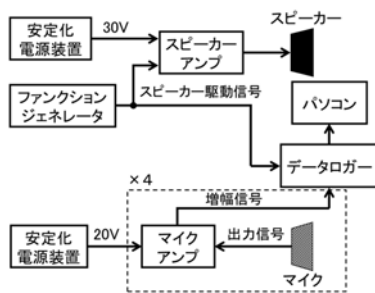 安定化
電源装置
30V
スピーカー
アンプ
スピーカー
ファンクション
ジェネレータ
スピーカー駆動信号
パソコン
データロガー
×4
増幅信号
安定化
電源装置
20V
マイク
アンプ
出力信号
マイク